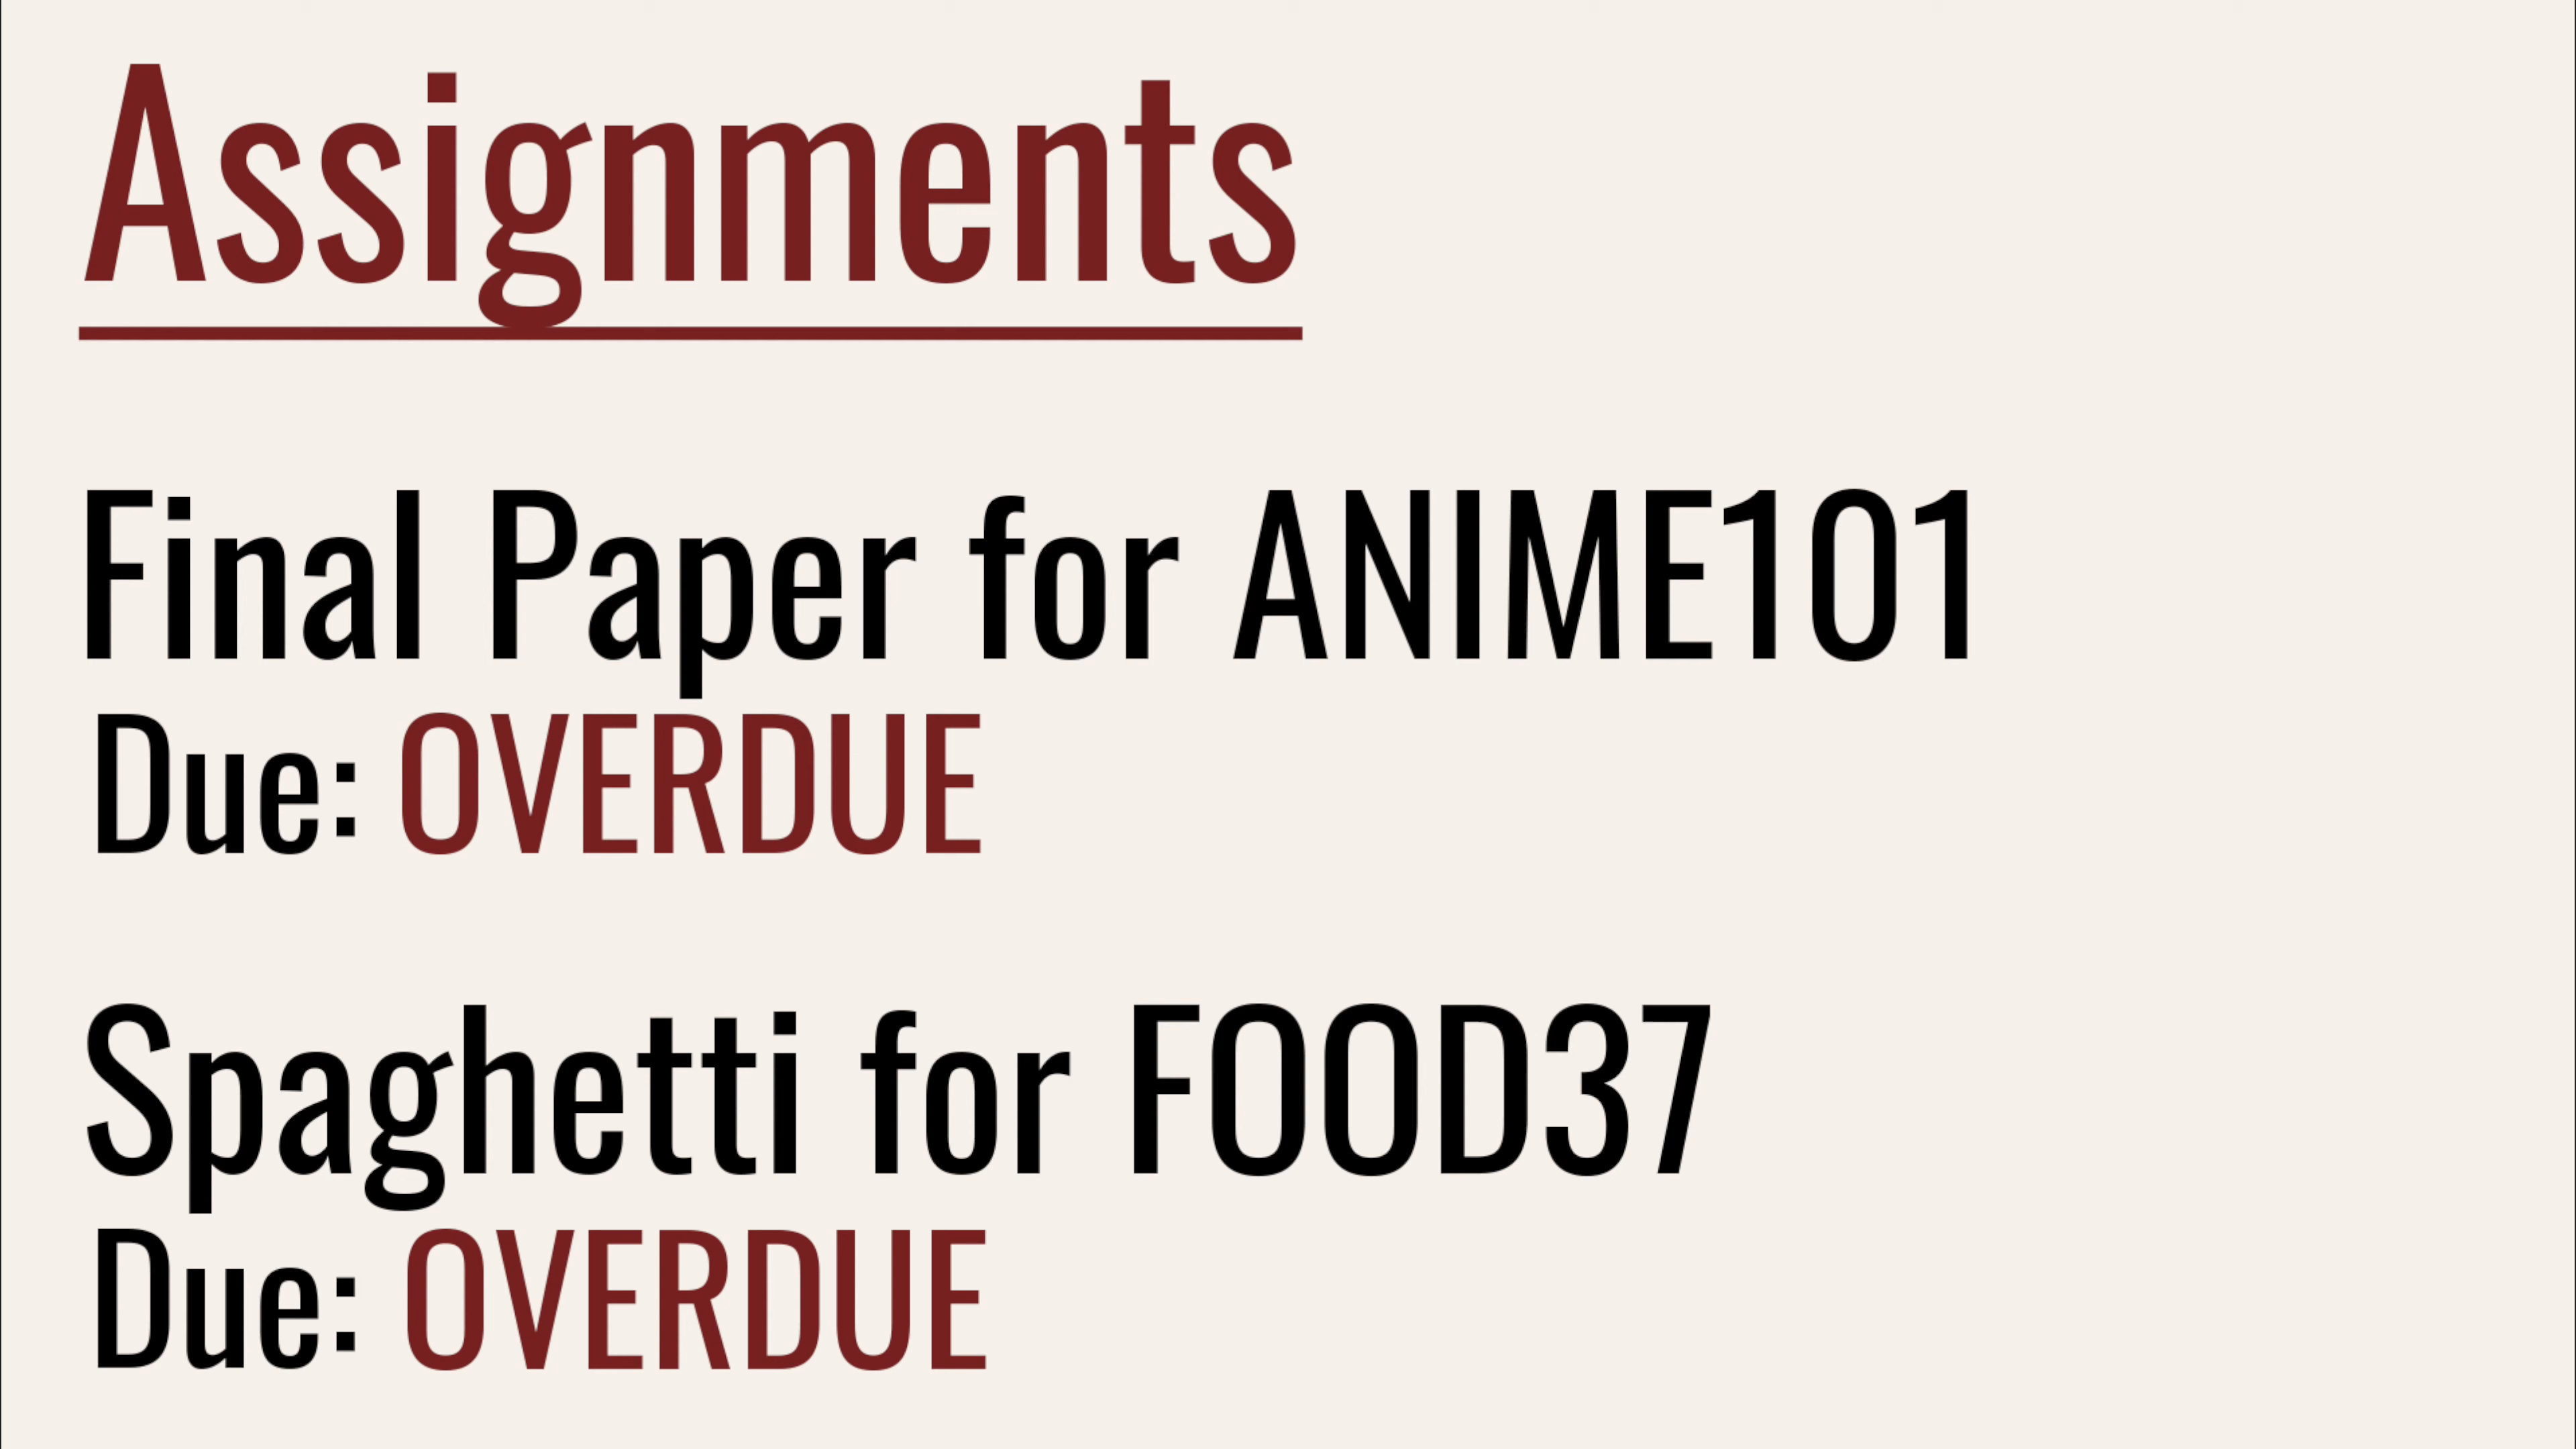 Assignments
Final Paper for ANIME101
Due: OVERDUE
Spaghetti for FOOD37
Due: OVERDUE